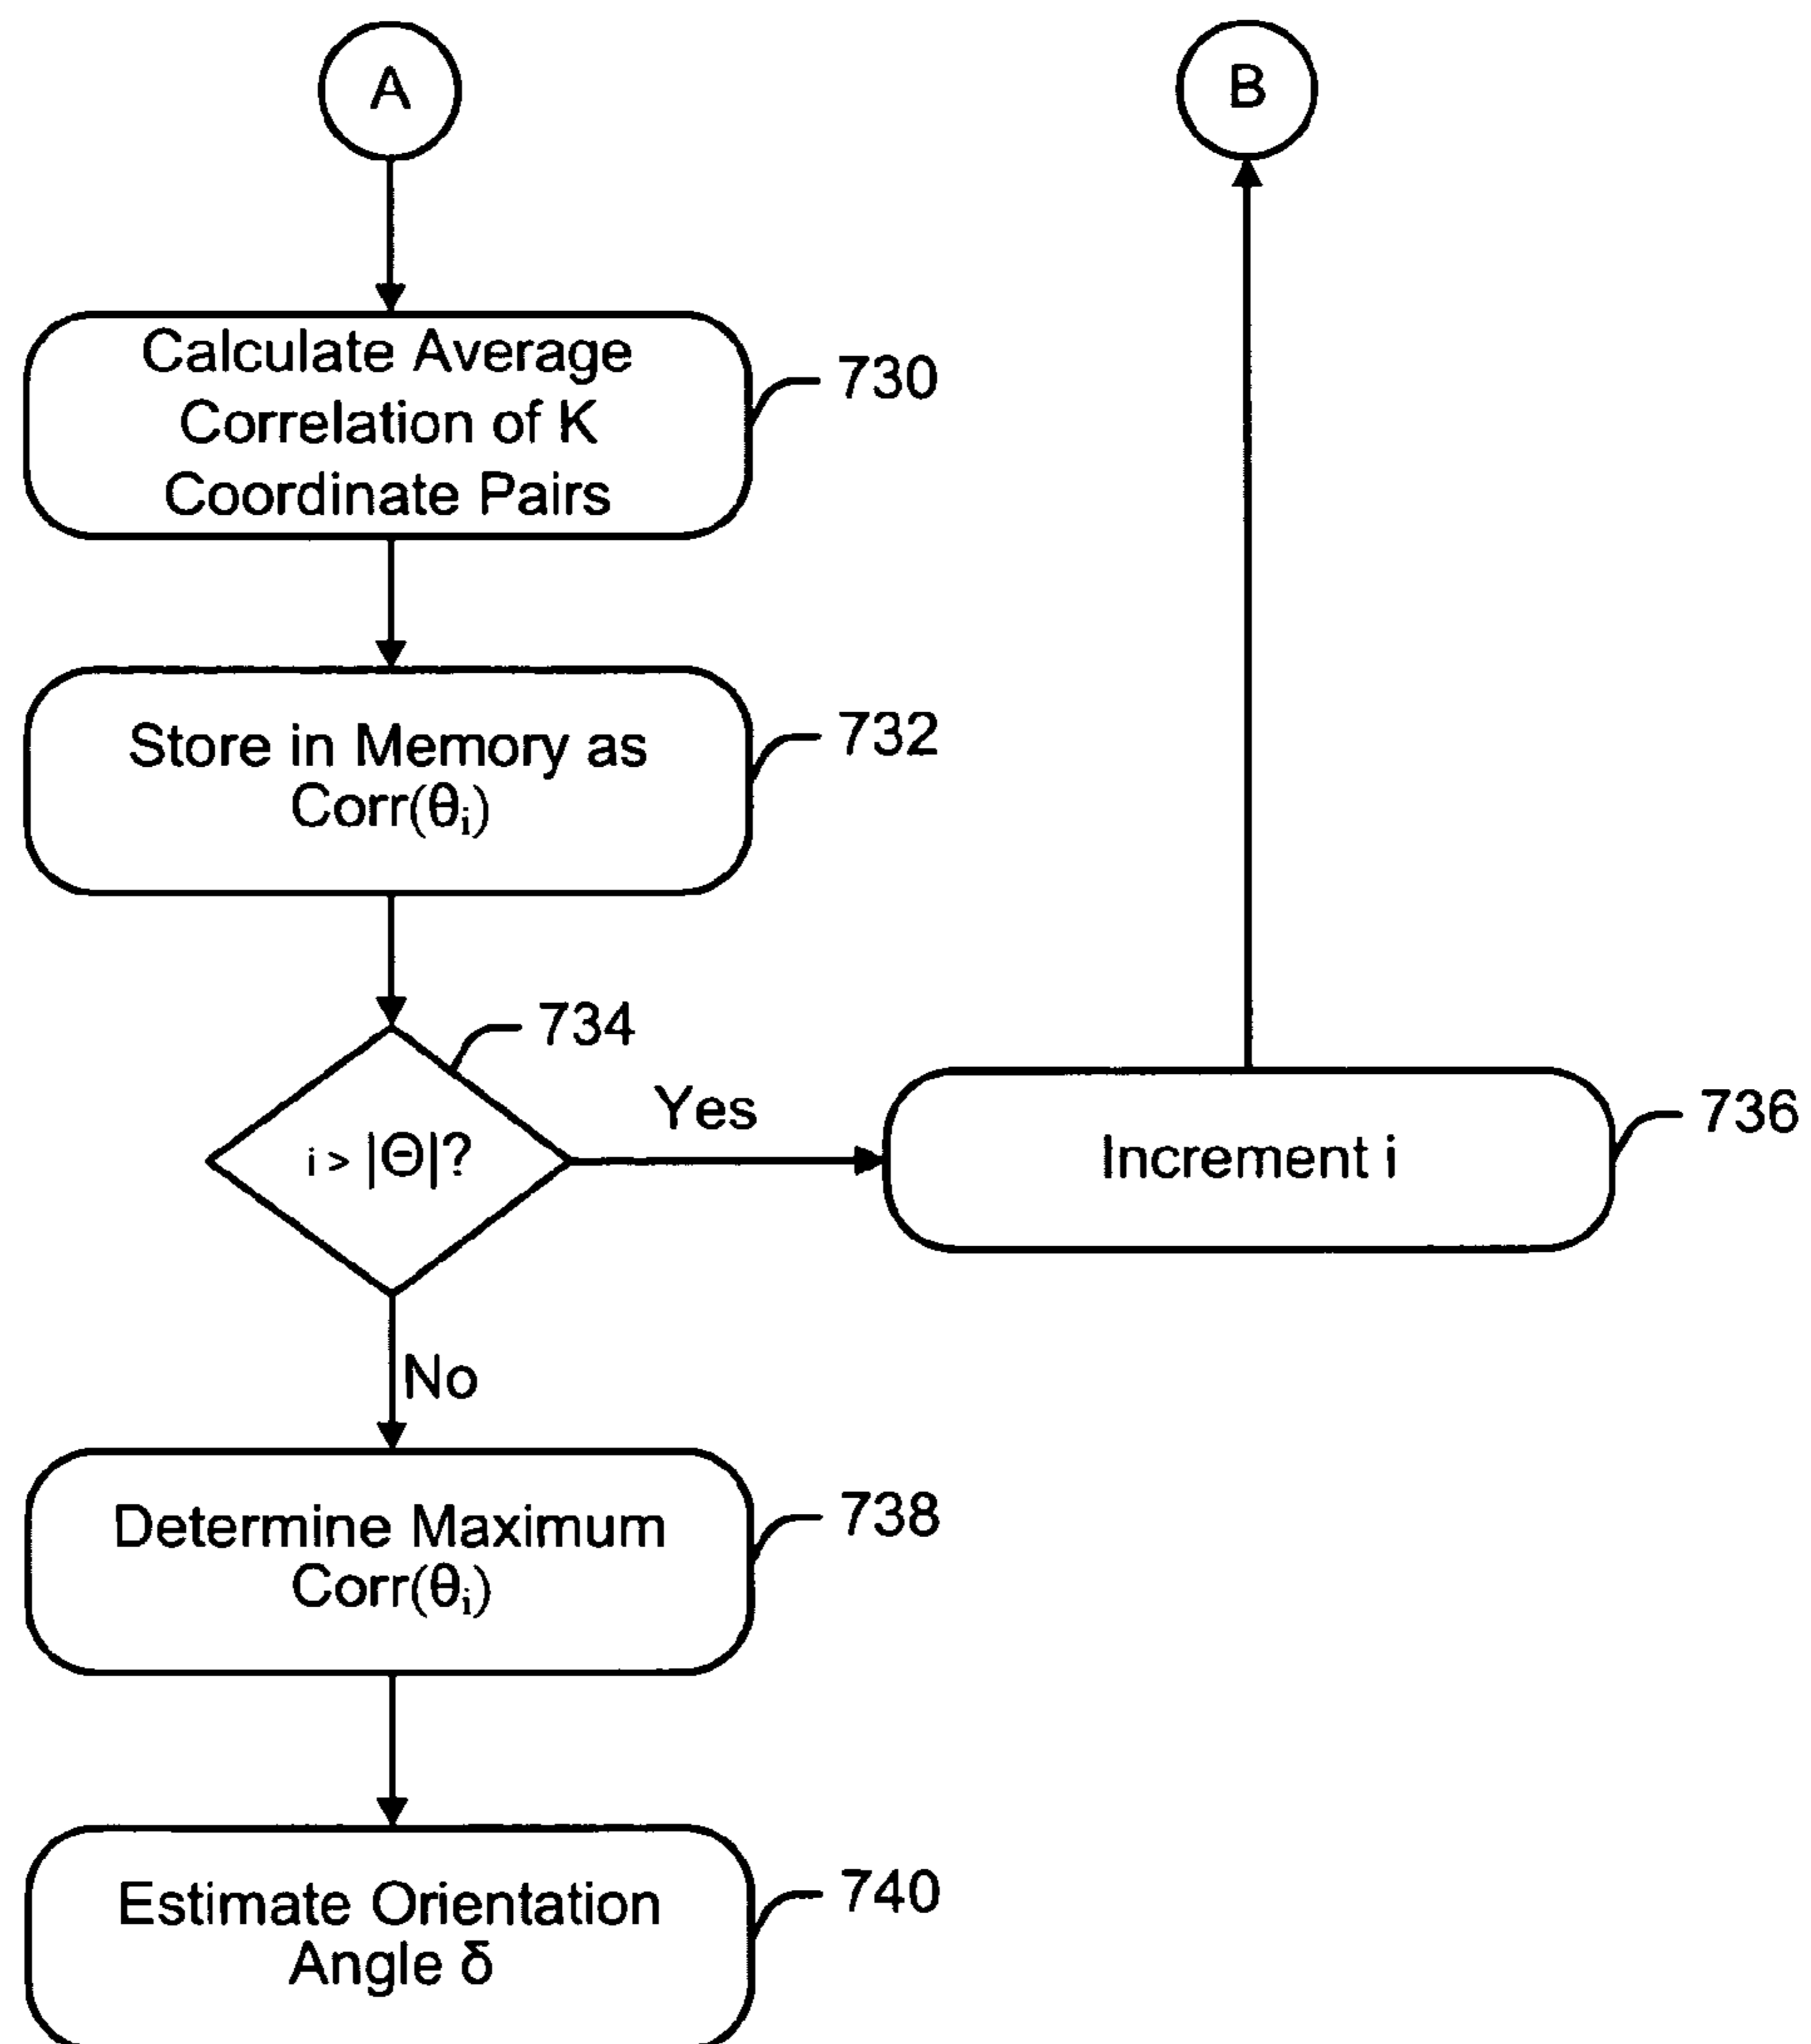 A
B
Calculate Average
Correlation of K
Coordinate Pairs
730
Store in Memory as
Corr(θi)
732
734
i > |Θ|?
Yes
Increment i
736
No
Determine Maximum
Corr(θi)
738
Estimate Orientation
Angle δ
740